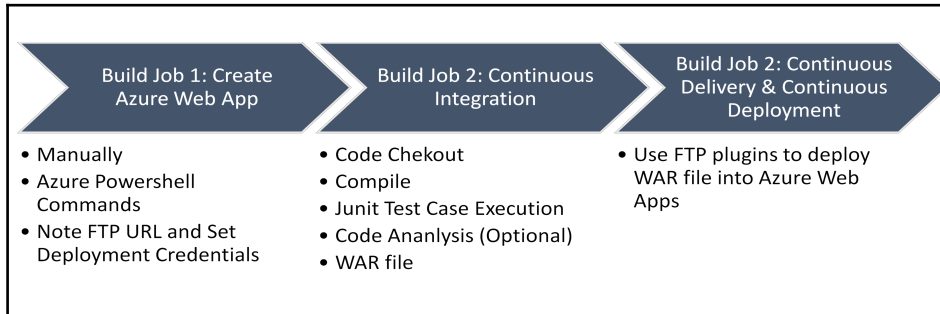 Build Job 1: Create
Azure Web App
Build Job 2: Continuous
Integration
Build Job 2: Continuous
Delivery & Continuous
Deployment
• Manually
• Azure Powershell
Commands
• Note FTP URL and Set
Deployment Credentials
• Code Chekout
• Compile
• Junit Test Case Execution
• Code Ananlysis (Optional)
• WAR file
• Use FTP plugins to deploy
WAR file into Azure Web
Apps